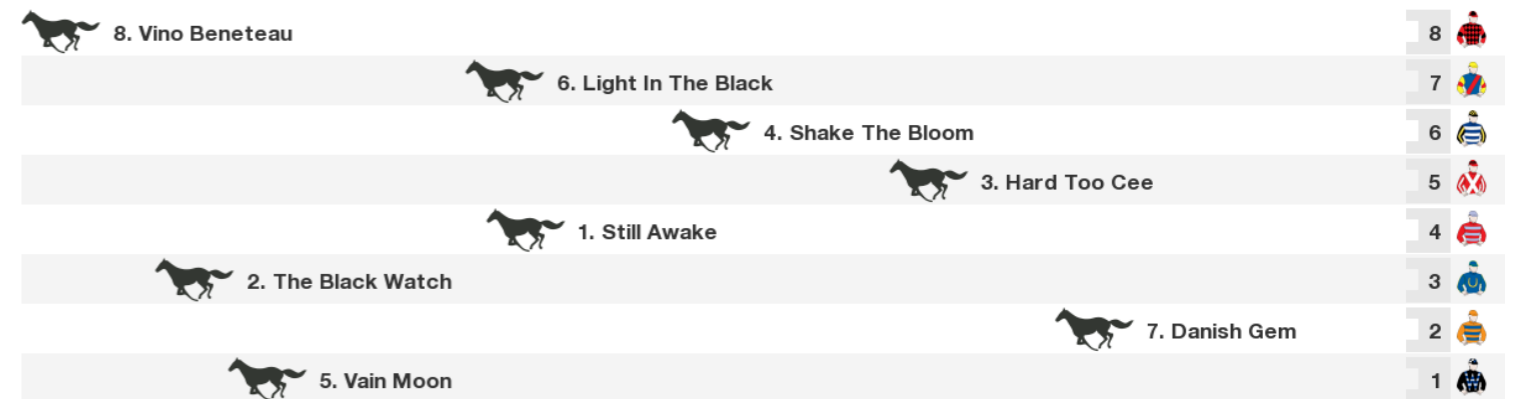 8. Vino Beneteau 8
6. Light In The Black 7
4. Shake The Bloom 6
3. Hard Too Cee 5
1. Still Awake 4
2. The Black Watch 3
7. Danish Gem 2
5. Vain Moon 1